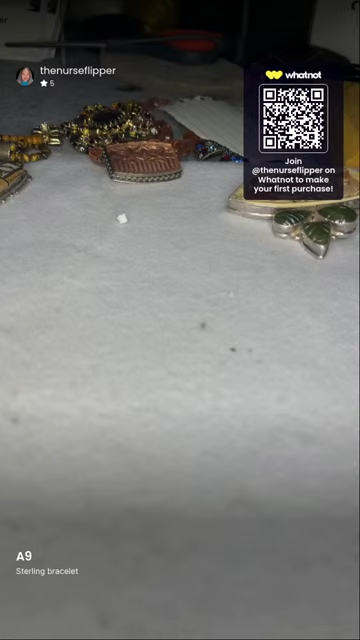 thenurseflipper
5
whatnot
Join
@thenurseflipper on
Whatnot to make
your first purchase!
A9
Sterling bracelet